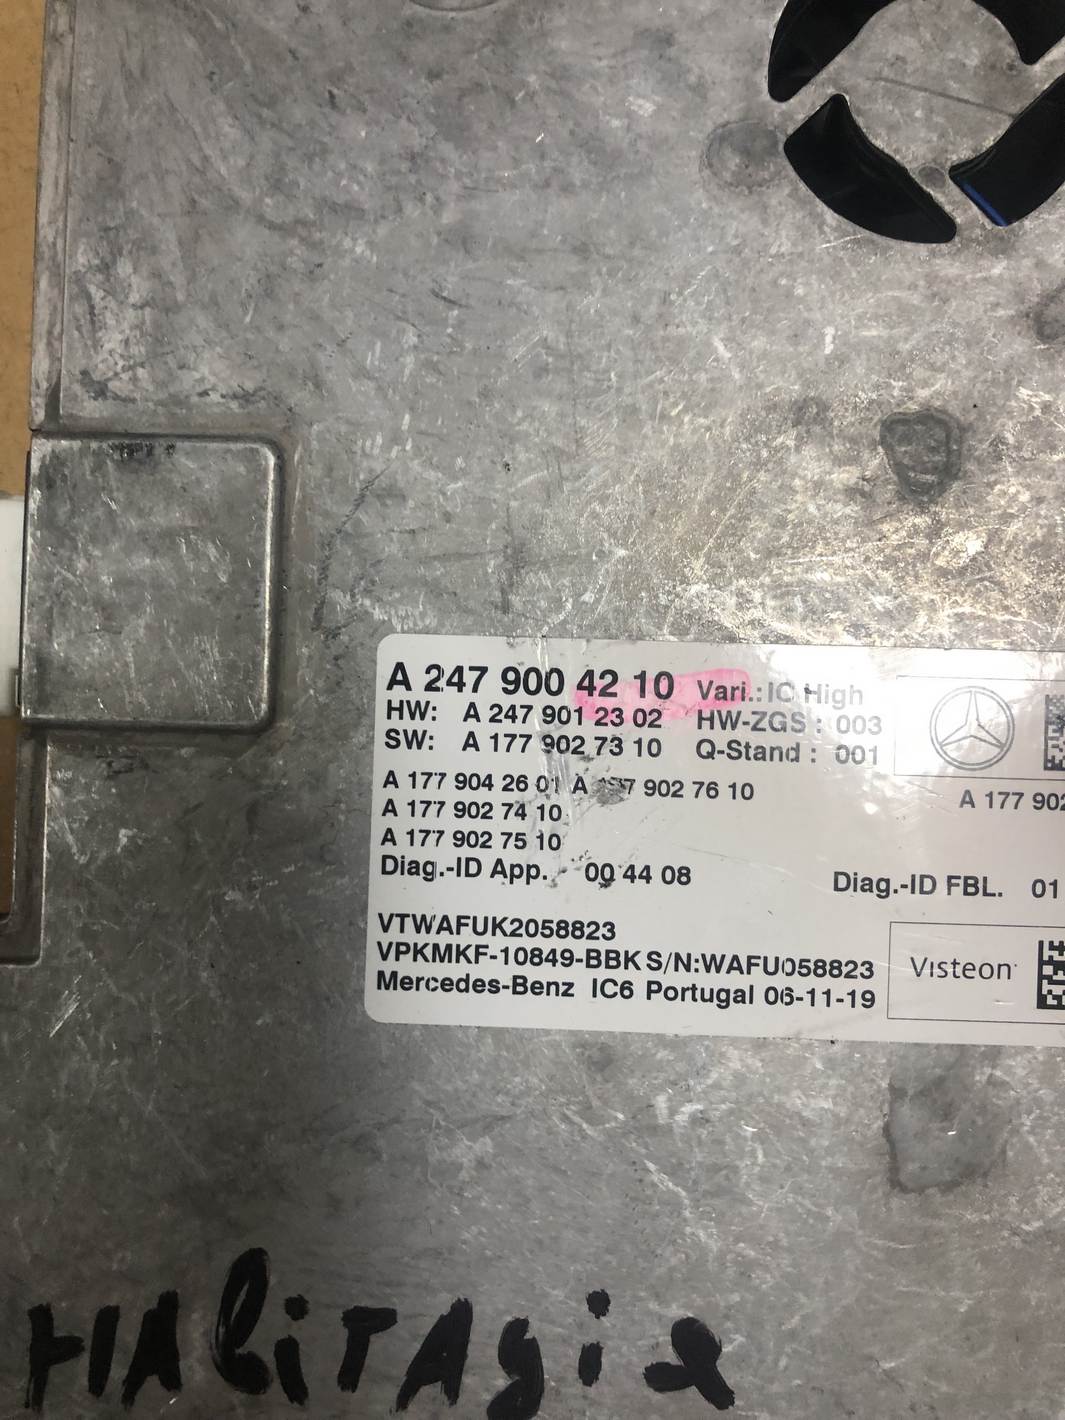 A 247 900 42 10 Vari.: IC High
HW: A 247 901 23 02 HW-ZGS : 003
SW: A 177 902 73 10 Q-Stand : 001
A 177 904 26 01 A 7 902 76 10
A 177 902
A 177 902 74 10
A 177 902 75 10
Diag.-ID App. 00 44 08
Diag.-ID FBL. 01
VTWAFUK2058823
VPKMKF-10849-BBK S/N:WAFU058823
Visteon
Mercedes-Benz IC6 Portugal 06-11-19